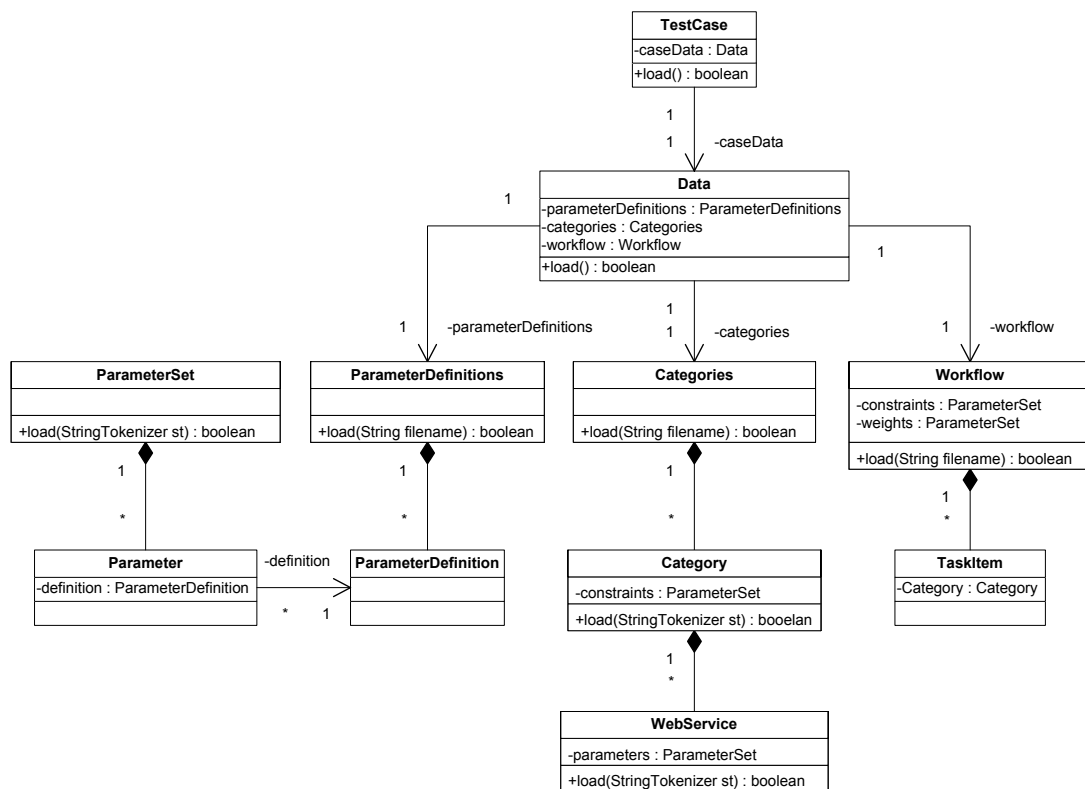 TestCase
-caseData : Data
+load() : boolean
1
1
-caseData
Data
-parameterDefinitions : ParameterDefinitions
-categories : Categories
-workflow : Workflow
+load() : boolean
1
1
1
1
-parameterDefinitions
1
-categories
1
-workflow
ParameterSet
+load(StringTokenizer st) : boolean
ParameterDefinitions
+load(String filename) : boolean
Categories
+load(String filename) : boolean
Workflow
-constraints : ParameterSet
-weights : ParameterSet
+load(String filename) : boolean
1
*
1
*
1
*
1
*
Parameter
-definition : ParameterDefinition
-definition
*
1
ParameterDefinition
Category
-constraints : ParameterSet
+load(StringTokenizer st) : booelan
TaskItem
-Category : Category
1
*
WebService
-parameters : ParameterSet
+load(StringTokenizer st) : boolean